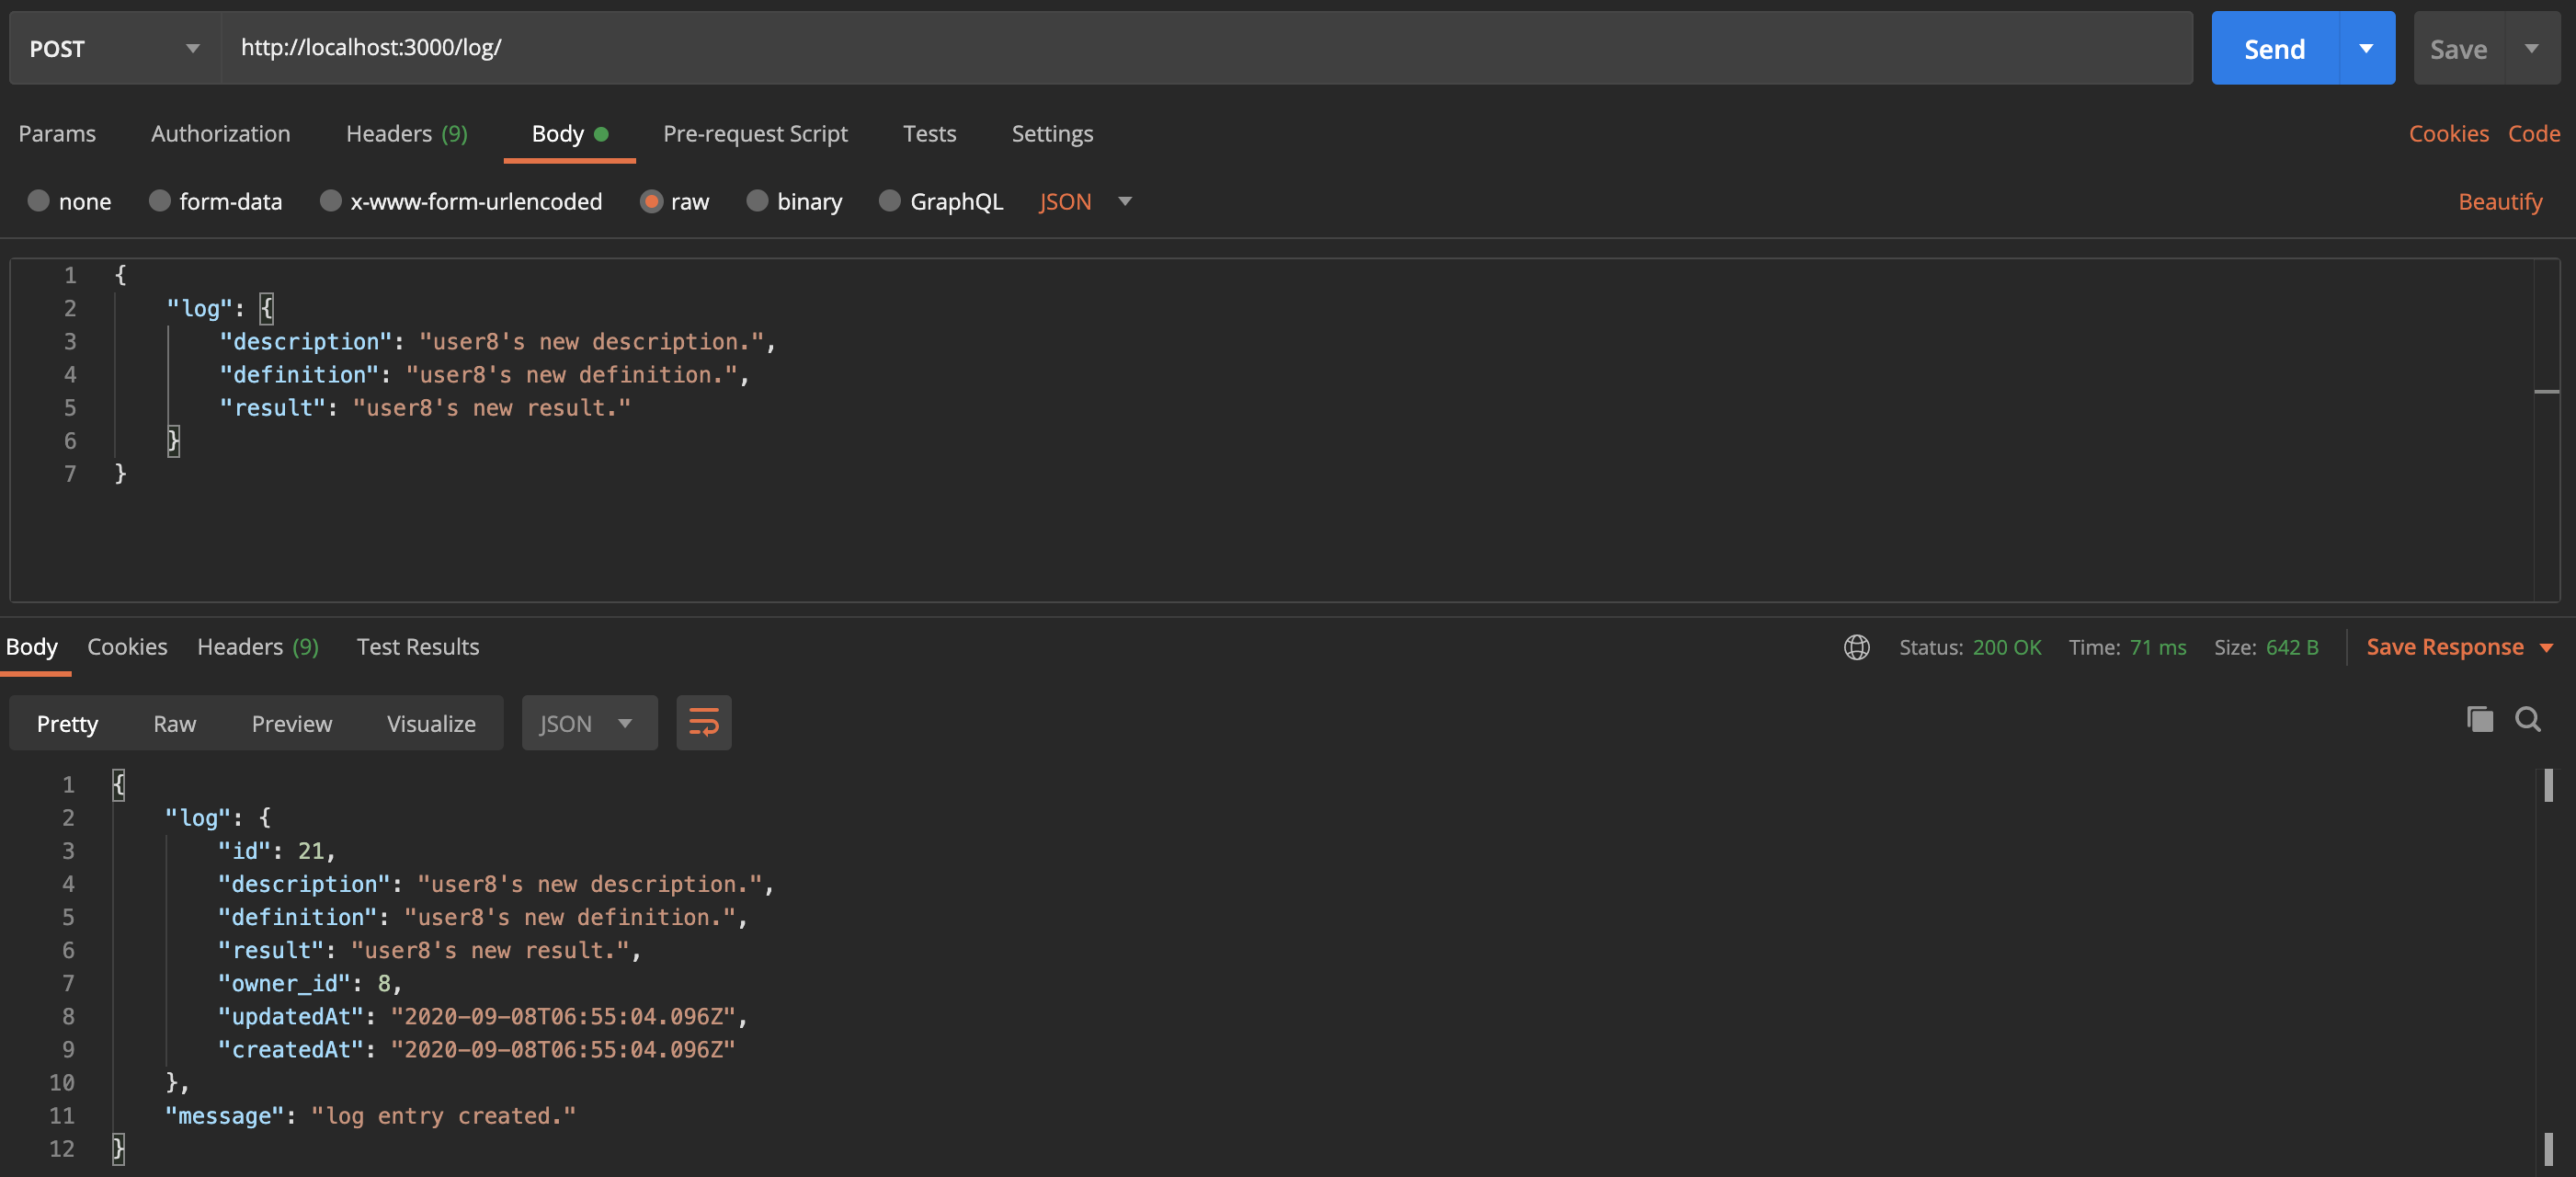 POST http://localhost:3000/log/ Send Save
Params Authorization Headers (9) Body Pre-request Script Tests Settings Cookies Code
none form-data x-www-form-urlencoded raw binary GraphQL JSON Beautify
1 {
2 "log": {
3 "description": "user8's new description.",
4 "definition": "user8's new definition.",
5 "result": "user8's new result."
6 }
7 }
Body Cookies Headers (9) Test Results Status: 200 OK Time: 71 ms Size: 642 B Save Response
Pretty Raw Preview Visualize JSON
1 {
2 "log": {
3 "id": 21,
4 "description": "user8's new description.",
5 "definition": "user8's new definition.",
6 "result": "user8's new result.",
7 "owner_id": 8,
8 "updatedAt": "2020-09-08T06:55:04.096Z",
9 "createdAt": "2020-09-08T06:55:04.096Z"
10 },
11 "message": "log entry created."
12 }